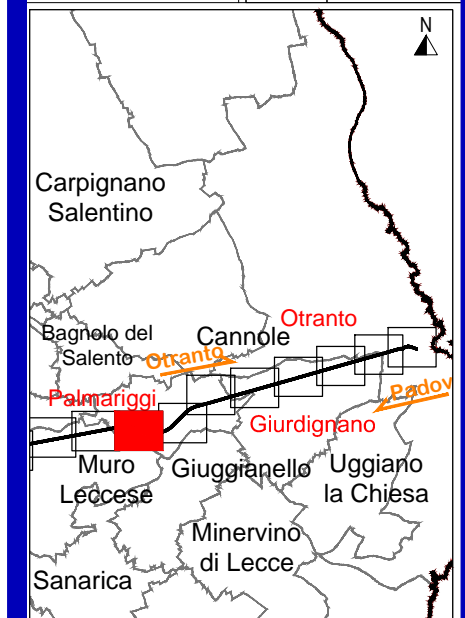 N
Carpignano
Salentino
Otranto
Bagnolo del
Salento
Cannole
Otranto
Padov
Palmariggi
Giurdignano
Muro
Leccese
Giuggianello
Uggiano
la Chiesa
Minervino
di Lecce
Sanarica